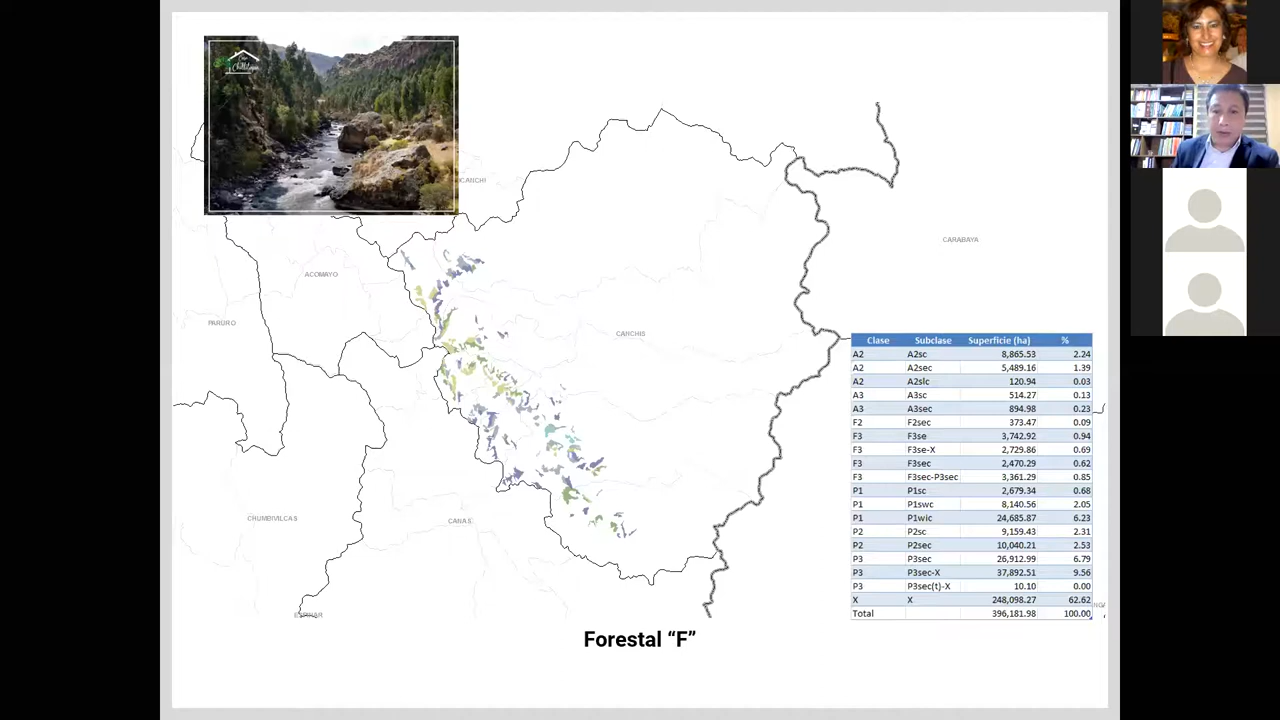 Chillihua
CANCHI
CARABAYA
ACOMAYO
PARURO
CANCHIS
CHUMBIVILCAS
CANAS
ESPINAR
Clase Subclase Superficie (ha) %
A2 A2sc 8,865.53 2.24
A2 A2sec 5,489.16 1.39
A2 A2slc 120.94 0.03
A3 A3sc 514.27 0.13
A3 A3sec 894.98 0.23
F2 F2sec 373.47 0.09
F3 F3se 3,742.92 0.94
F3 F3se-X 2,729.86 0.69
F3 F3sec 2,470.29 0.62
F3 F3sec-P3sec 3,361.29 0.85
P1 P1sc 2,679.34 0.68
P1 P1swc 8,140.56 2.05
P1 P1wic 24,685.87 6.23
P2 P2sc 9,159.43 2.31
P2 P2sec 10,040.21 2.53
P3 P3sec 26,912.99 6.79
P3 P3sec-X 37,892.51 9.56
P3 P3sec(t)-X 10.10 0.00
X X 248,098.27 62.62
Total 396,181.98 100.00
Forestal “F”